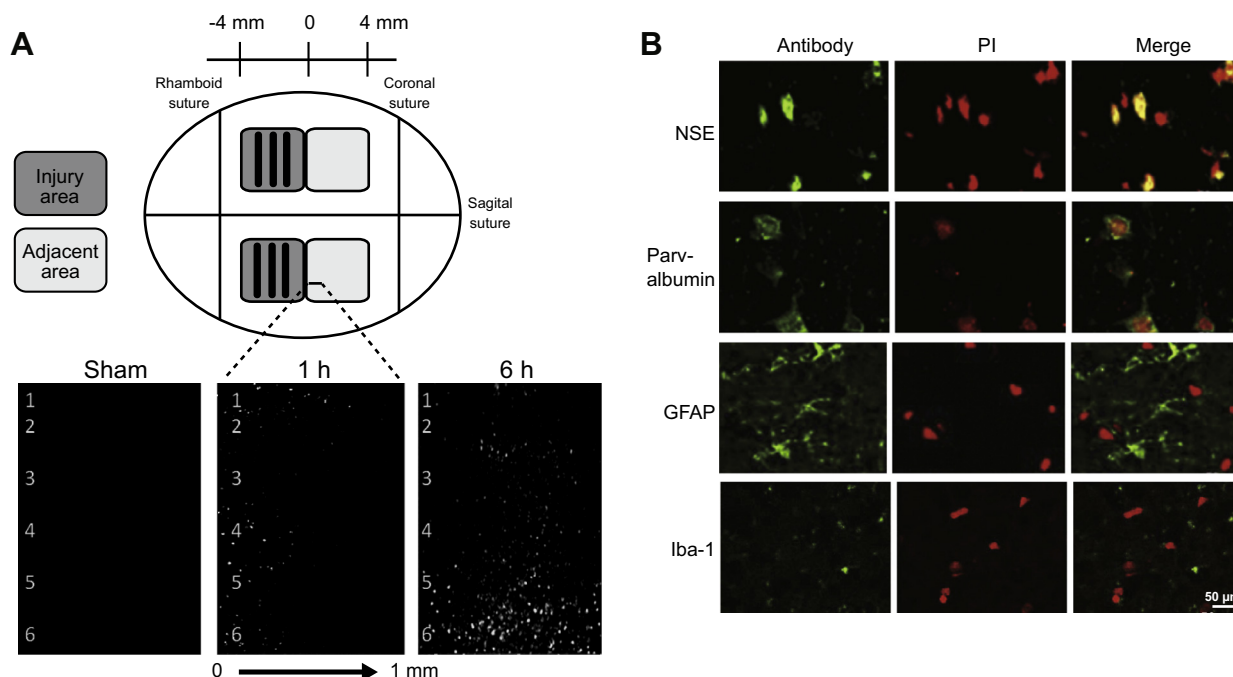 A
-4 mm 0 4 mm
Rhamboid
suture
Coronal
suture
Injury
area
Adjacent
area
Sagital
suture
Sham 1 h 6 h
1 1 1
2 2 2
3 3 3
4 4 4
5 5 5
6 6 6
0 1 mm
B
Antibody PI Merge
NSE
Parv-
albumin
GFAP
Iba-1
50 µm